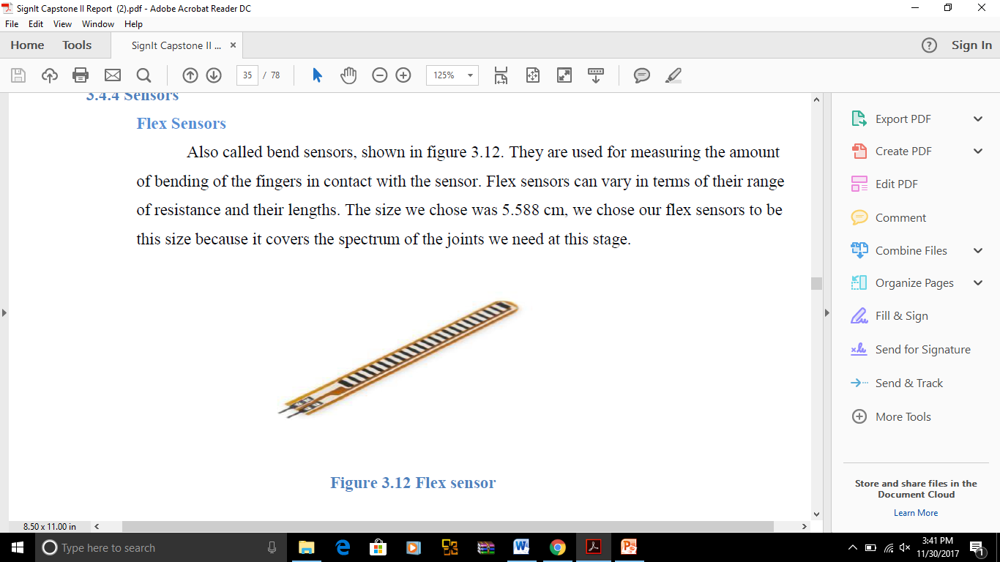 SignIt Capstone II Report (2).pdf - Adobe Acrobat Reader DC
File Edit View Window Help
Home Tools SignIt Capstone II ... × ? Sign In
35 / 78 125%
3.4.4 Sensors
Flex Sensors
Also called bend sensors, shown in figure 3.12. They are used for measuring the amount
of bending of the fingers in contact with the sensor. Flex sensors can vary in terms of their range
of resistance and their lengths. The size we chose was 5.588 cm, we chose our flex sensors to be
this size because it covers the spectrum of the joints we need at this stage.
Figure 3.12 Flex sensor
Export PDF
Create PDF
Edit PDF
Comment
Combine Files
Organize Pages
Fill & Sign
Send for Signature
Send & Track
More Tools
Store and share files in the
Document Cloud
Learn More
8.50 x 11.00 in
Type here to search
3:41 PM
11/30/2017
1